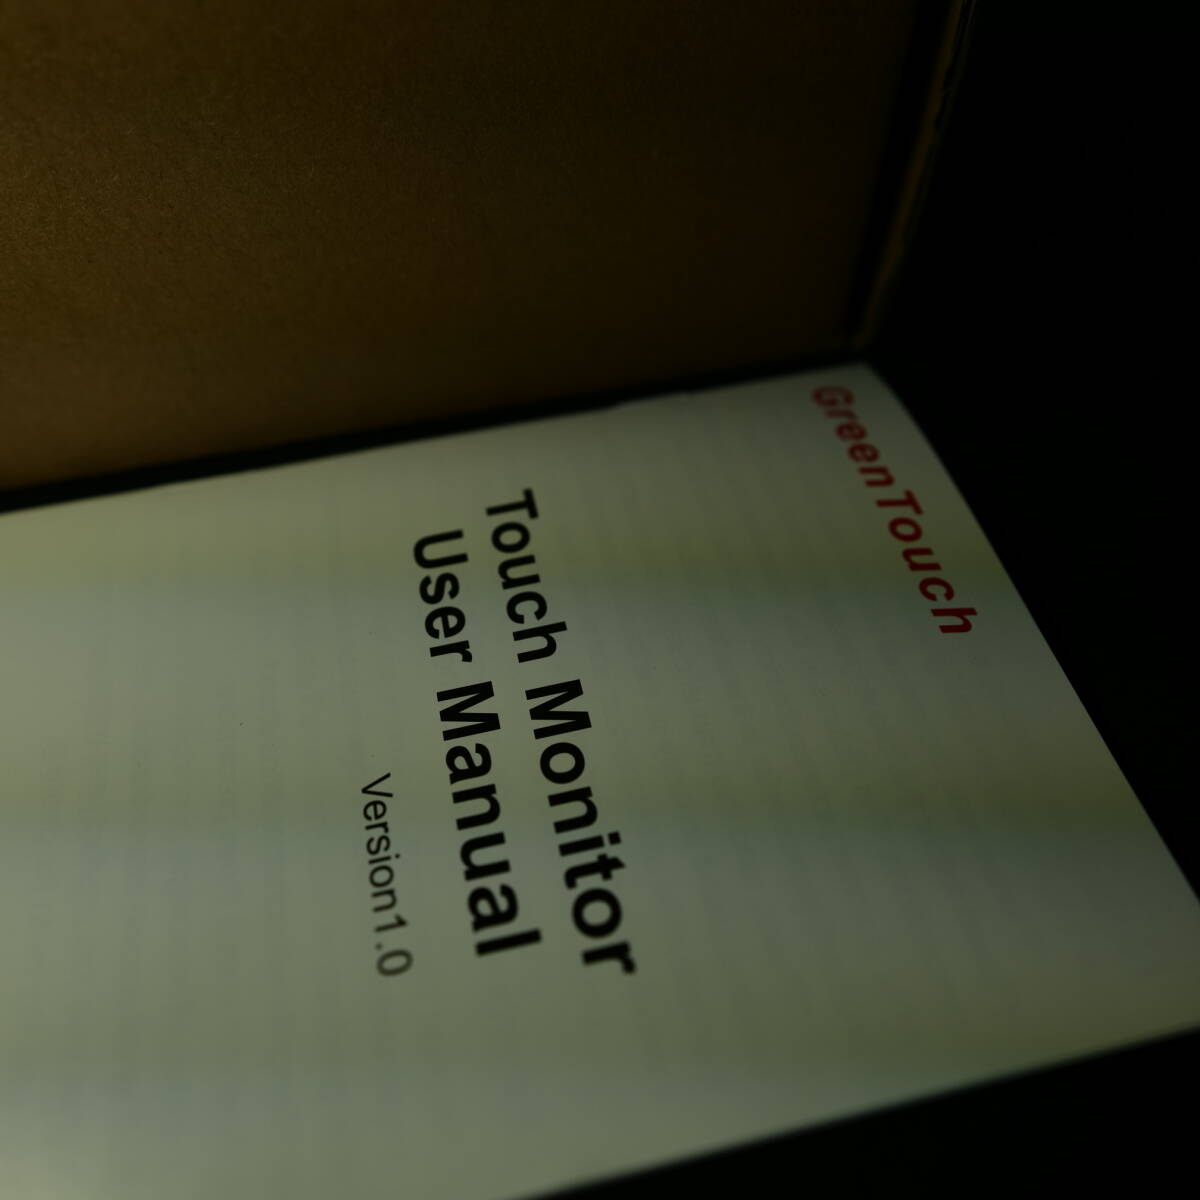 GreenTouch
Touch Monitor
User Manual
Version1.0